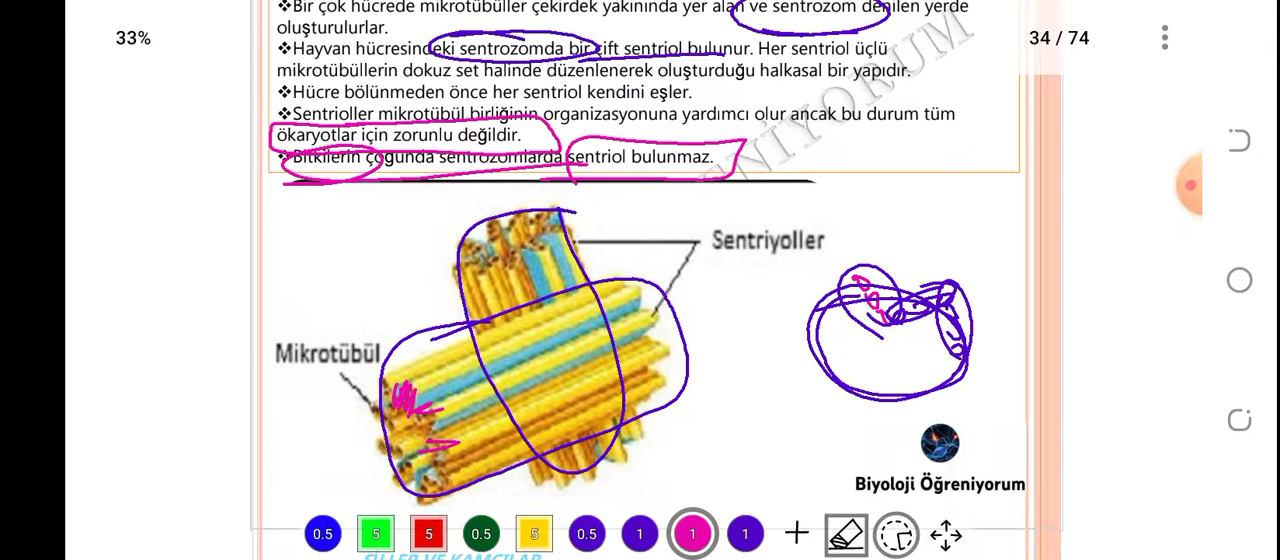 ❖Bir çok hücrede mikrotübüller çekirdek yakınında yer alan ve sentrozom denilen yerde
oluşturulurlar.
33%
34 / 74
❖Hayvan hücresindeki sentrozomda bir çift sentriol bulunur. Her sentriol üçlü
mikrotübüllerin dokuz set halinde düzenlenerek oluşturduğu halkasal bir yapıdır.
❖Hücre bölünmeden önce her sentriol kendini eşler.
❖Sentrioller mikrotübül birliğinin organizasyonuna yardımcı olur ancak bu durum tüm
ökaryotlar için zorunlu değildir.
❖Bitkilerin çoğunda sentrozomlarda sentriol bulunmaz.
Sentriyoller
Mikrotübül
Biyoloji Öğreniyorum
0.5 5 5 0.5 5 0.5 1 1 1
SİLLER VE KAMÇILAR